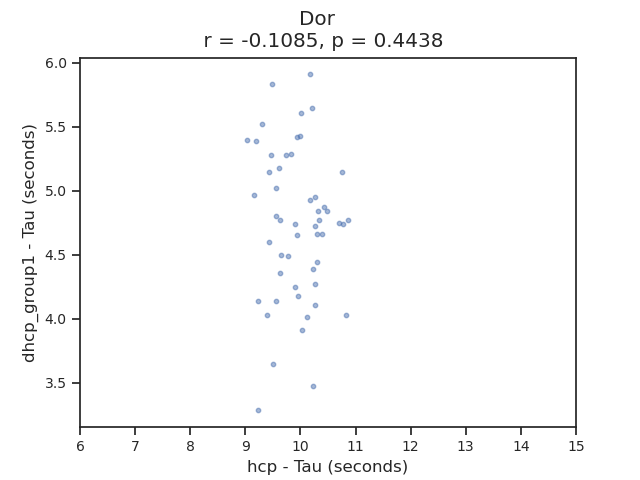 Dor
r = -0.1085, p = 0.4438
6.0
5.5
5.0
4.5
4.0
3.5
dhcp_group1 - Tau (seconds)
6 7 8 9 10 11 12 13 14 15
hcp - Tau (seconds)